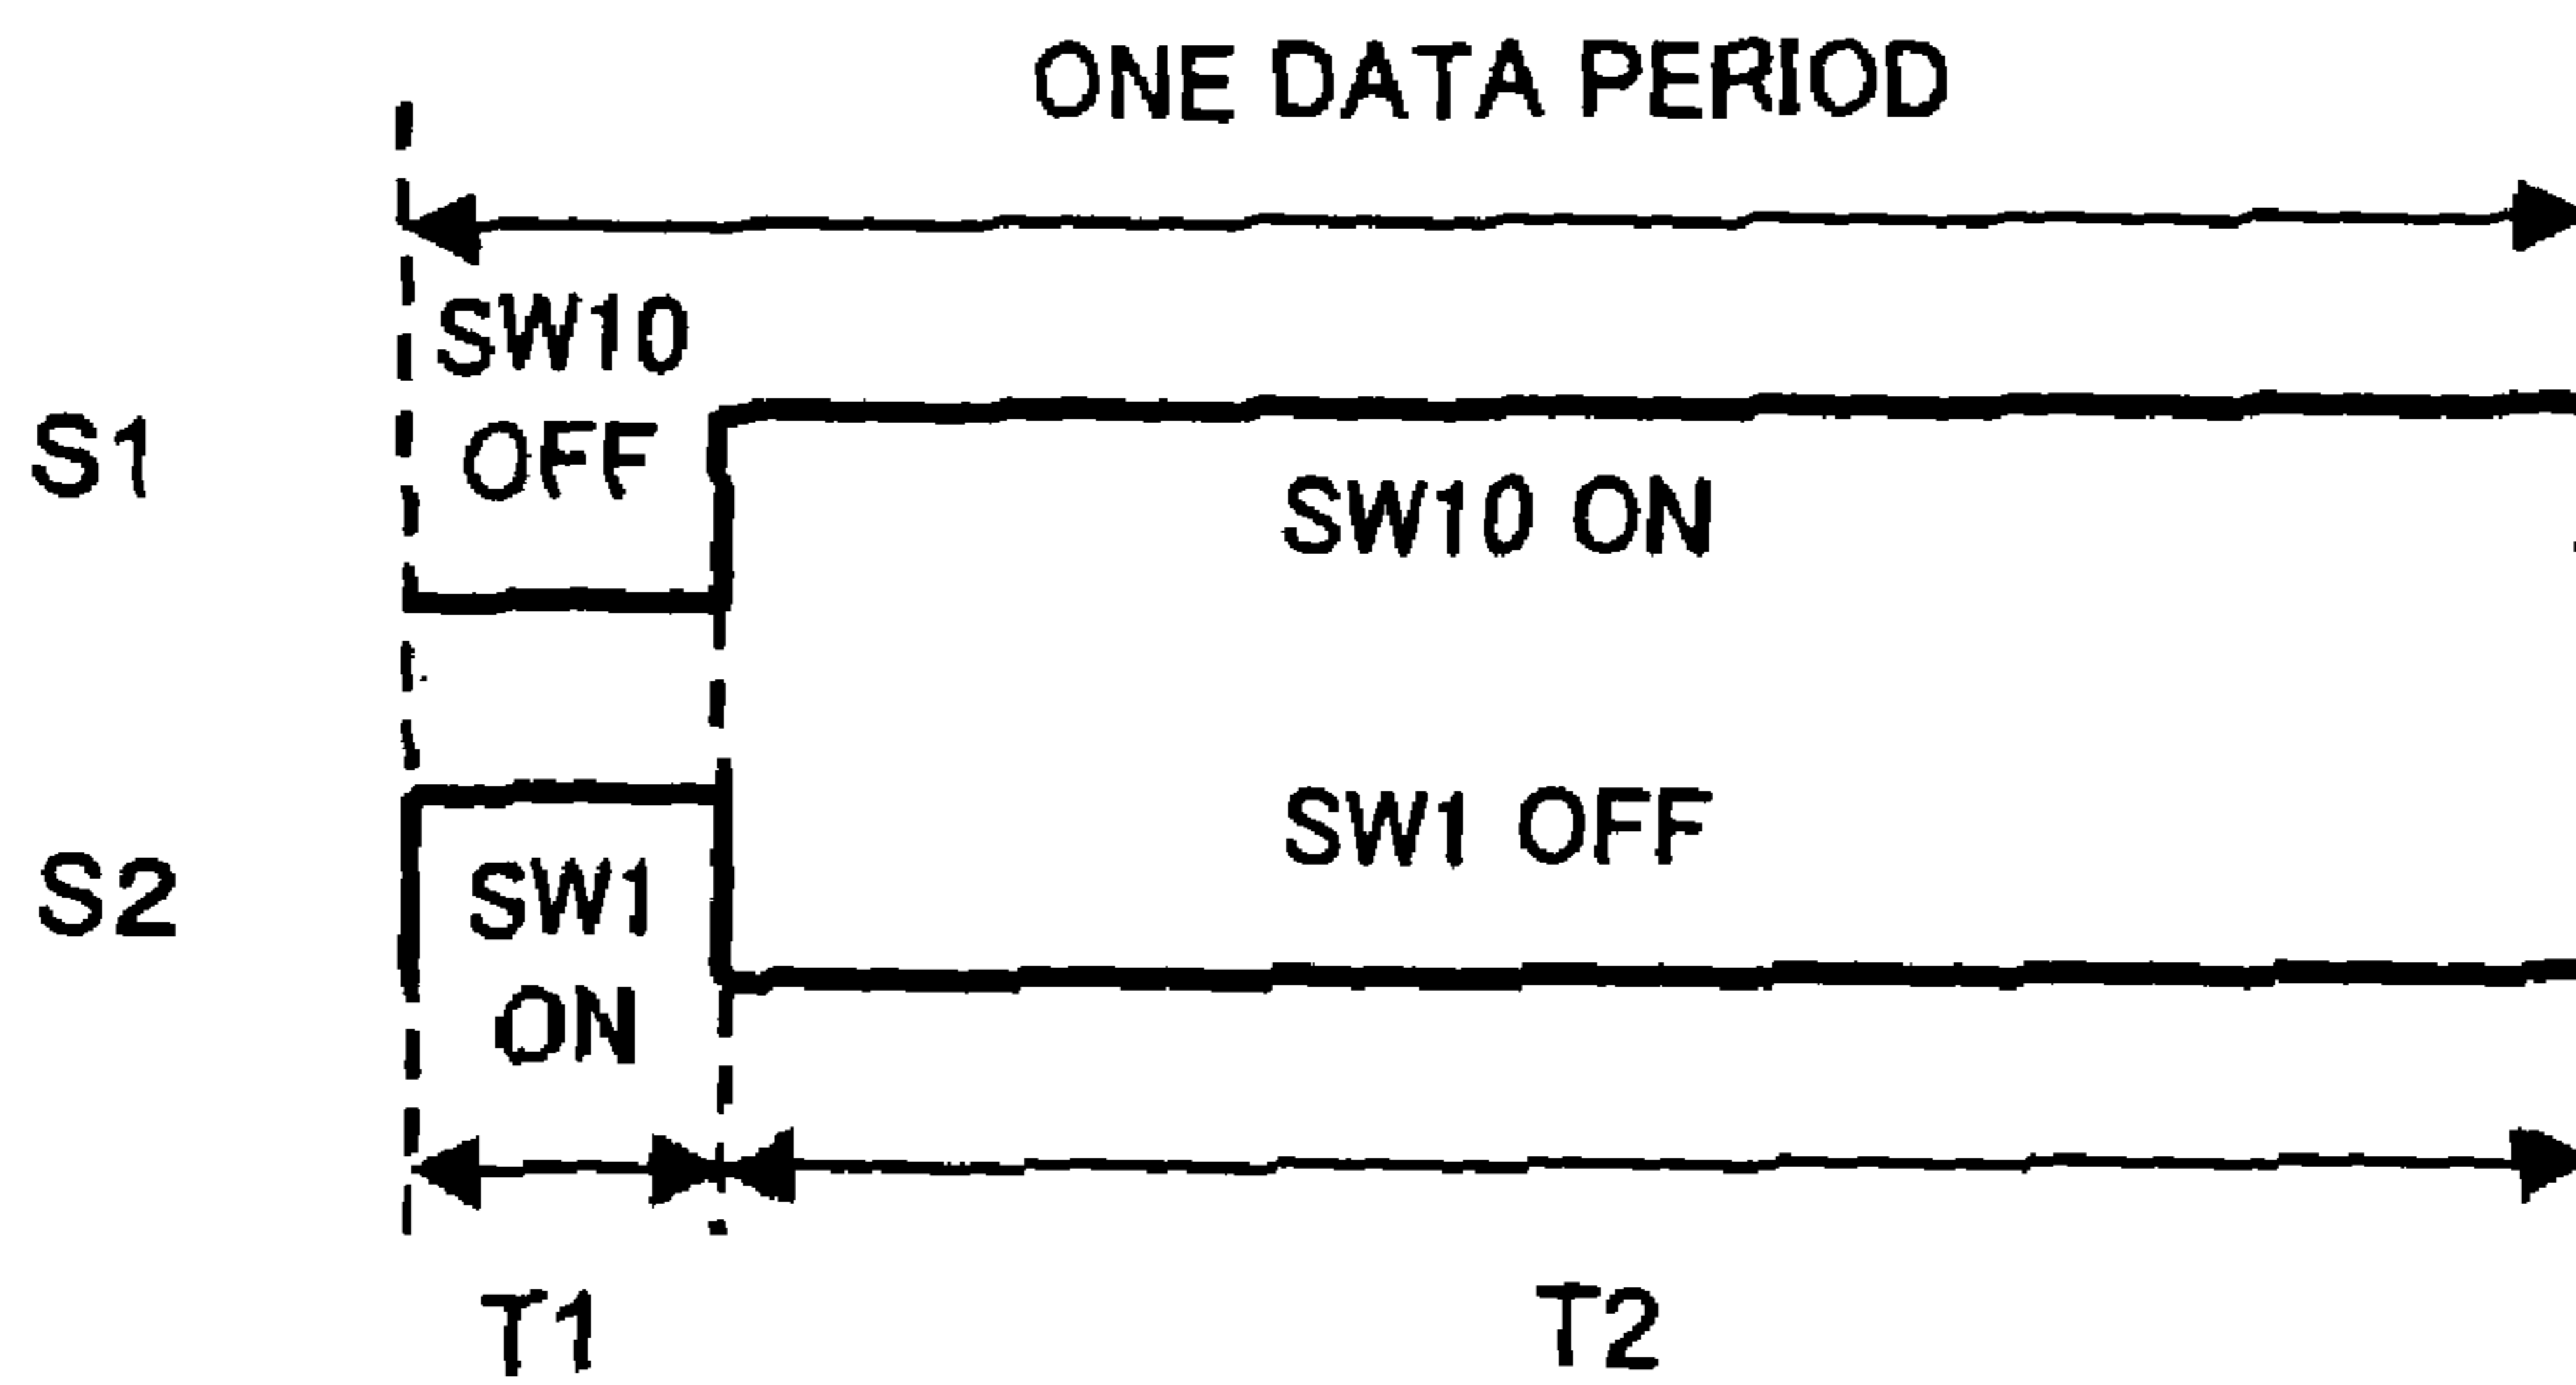 ONE DATA PERIOD
SW10
OFF
S1
SW10 ON
SW1 OFF
S2
SW1
ON
T1
T2